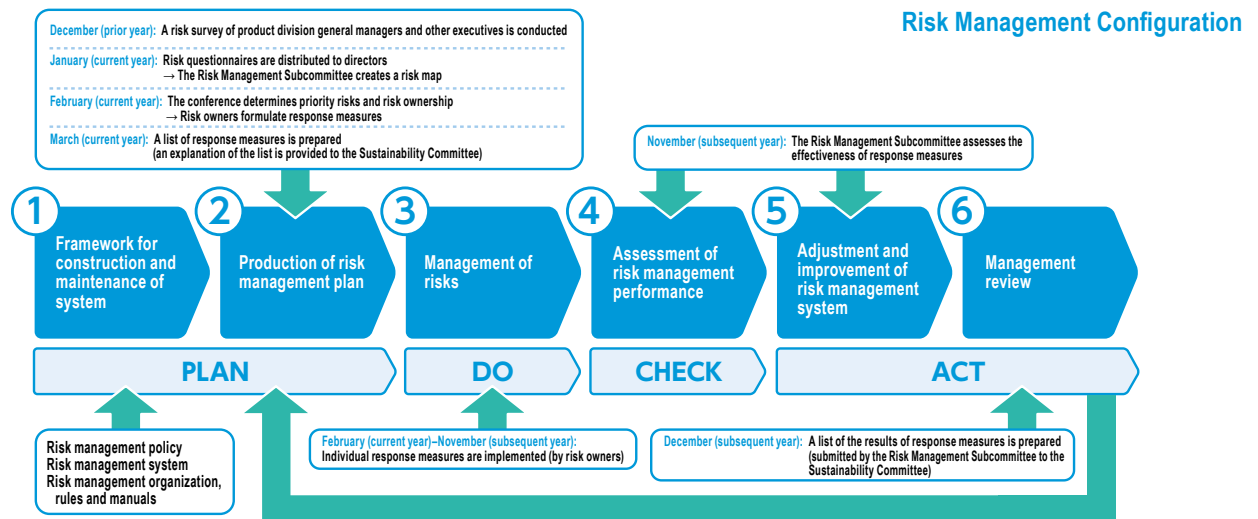 Risk Management Configuration
December (prior year): A risk survey of product division general managers and other executives is conducted
January (current year): Risk questionnaires are distributed to directors
→ The Risk Management Subcommittee creates a risk map
February (current year): The conference determines priority risks and risk ownership
→ Risk owners formulate response measures
March (current year): A list of response measures is prepared
(an explanation of the list is provided to the Sustainability Committee)
November (subsequent year): The Risk Management Subcommittee assesses the
effectiveness of response measures
1
Framework for
construction and
maintenance of
system
2
Production of risk
management plan
3
Management of
risks
4
Assessment of
risk management
performance
5
Adjustment and
improvement of
risk management
system
6
Management
review
PLAN
DO
CHECK
ACT
Risk management policy
Risk management system
Risk management organization,
rules and manuals
February (current year)–November (subsequent year):
Individual response measures are implemented (by risk owners)
December (subsequent year): A list of the results of response measures is prepared
(submitted by the Risk Management Subcommittee to the
Sustainability Committee)